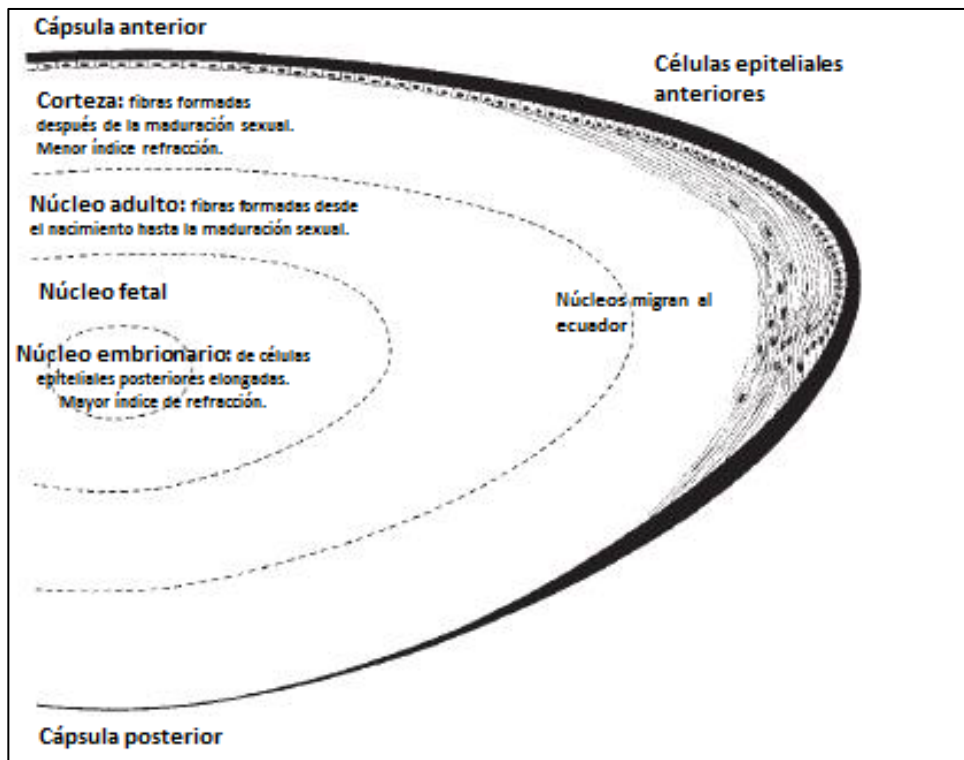 Cápsula anterior
Células epiteliales
anteriores
Corteza: fibras formadas
después de la maduración sexual.
Menor índice refracción.
Núcleo adulto: fibras formadas desde
el nacimiento hasta la maduración sexual.
Núcleo fetal
Núcleos migran al
ecuador
Núcleo embrionario: de células
epiteliales posteriores elongadas.
Mayor índice de refracción.
Cápsula posterior